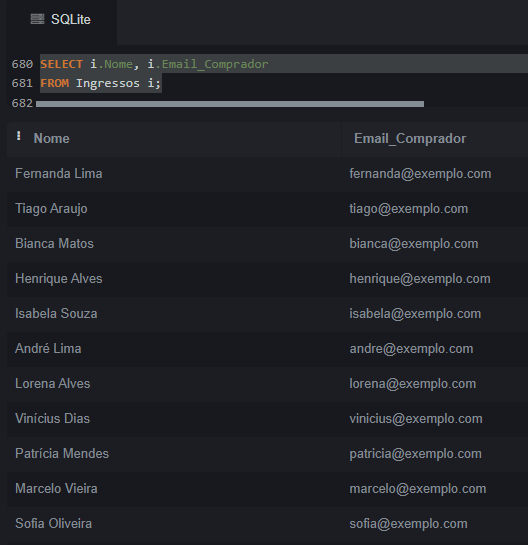 SQLite
680 SELECT i.Nome, i.Email_Comprador
681 FROM Ingressos i;
682
Nome Email_Comprador
Fernanda Lima fernanda@exemplo.com
Tiago Araujo tiago@exemplo.com
Bianca Matos bianca@exemplo.com
Henrique Alves henrique@exemplo.com
Isabela Souza isabela@exemplo.com
André Lima andre@exemplo.com
Lorena Alves lorena@exemplo.com
Vinícius Dias vinicius@exemplo.com
Patrícia Mendes patricia@exemplo.com
Marcelo Vieira marcelo@exemplo.com
Sofia Oliveira sofia@exemplo.com